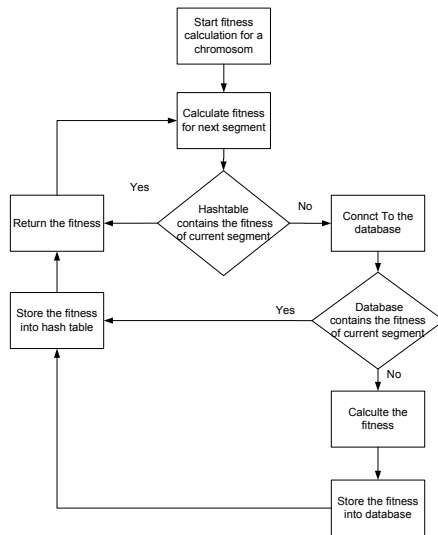 Start fitness
calculation for a
chromosom
Calculate fitness
for next segment
Yes
No
Hashtable
contains the fitness
of current segment
Return the fitness
Connct To the
database
Store the fitness
into hash table
Yes
Database
contains the fitness
of current segment
No
Calculte the
fitness
Store the fitness
into database